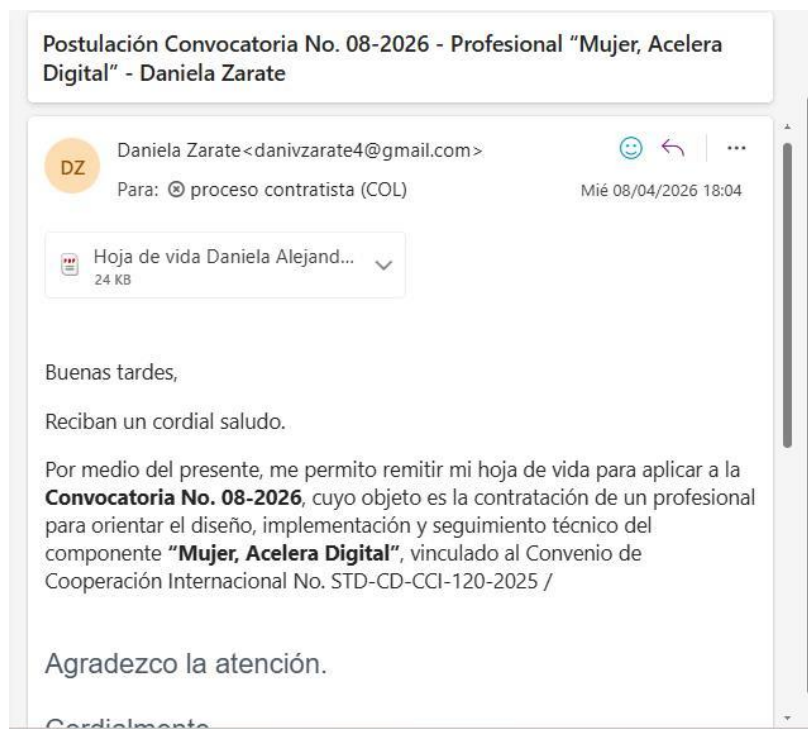 Postulación Convocatoria No. 08-2026 - Profesional “Mujer, Acelera
Digital” - Daniela Zarate
DZ
Daniela Zarate<danivzarate4@gmail.com>
Para: proceso contratista (COL)
Mié 08/04/2026 18:04
Hoja de vida Daniela Alejand...
24 KB
Buenas tardes,
Reciban un cordial saludo.
Por medio del presente, me permito remitir mi hoja de vida para aplicar a la
Convocatoria No. 08-2026, cuyo objeto es la contratación de un profesional
para orientar el diseño, implementación y seguimiento técnico del
componente “Mujer, Acelera Digital”, vinculado al Convenio de
Cooperación Internacional No. STD-CD-CCI-120-2025 /
Agradezco la atención.
Cordialmente